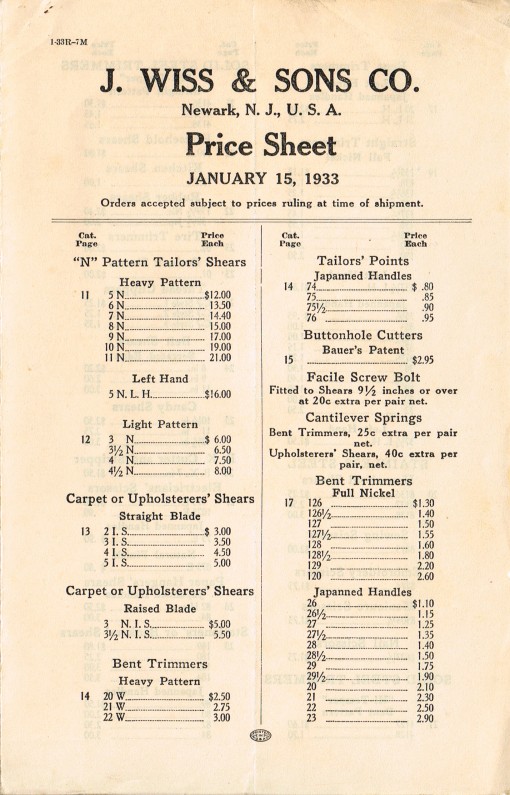 1-33R-7M
J. WISS & SONS CO.
Newark, N. J., U. S. A.
Price Sheet
JANUARY 15, 1933
Orders accepted subject to prices ruling at time of shipment.
Cat. Page Price Each
"N" Pattern Tailors' Shears
Heavy Pattern
11 5 N. $12.00
6 N. 13.50
7 N. 14.40
8 N. 15.00
9 N. 17.00
10 N. 19.00
11 N. 21.00
Left Hand
5 N. L. H. $16.00
Light Pattern
12 3 N. $ 6.00
3½ N. 6.50
4 N. 7.50
4½ N. 8.00
Carpet or Upholsterers' Shears
Straight Blade
13 2 I. S. $ 3.00
3 I. S. 3.50
4 I. S. 4.50
5 I. S. 5.00
Carpet or Upholsterers' Shears
Raised Blade
3 N. I. S. $5.00
3½ N. I. S. 5.50
Bent Trimmers
Heavy Pattern
14 20 W. $2.50
21 W. 2.75
22 W. 3.00
Cat. Page Price Each
Tailors' Points
Japanned Handles
14 74 $ .80
75 .85
75½ .90
76 .95
Buttonhole Cutters
Bauer's Patent
15 $2.95
Facile Screw Bolt
Fitted to Shears 9½ inches or over
at 20c extra per pair net.
Cantilever Springs
Bent Trimmers, 25c extra per pair
net.
Upholsterers' Shears, 40c extra per
pair, net.
Bent Trimmers
Full Nickel
17 126 $1.30
126½ 1.40
127 1.50
127½ 1.55
128 1.60
128½ 1.80
129 2.20
120 2.60
Japanned Handles
26 $1.10
26½ 1.15
27 1.25
27½ 1.35
28 1.40
28½ 1.50
29 1.75
29½ 1.90
20 2.10
21 2.30
22 2.50
23 2.90